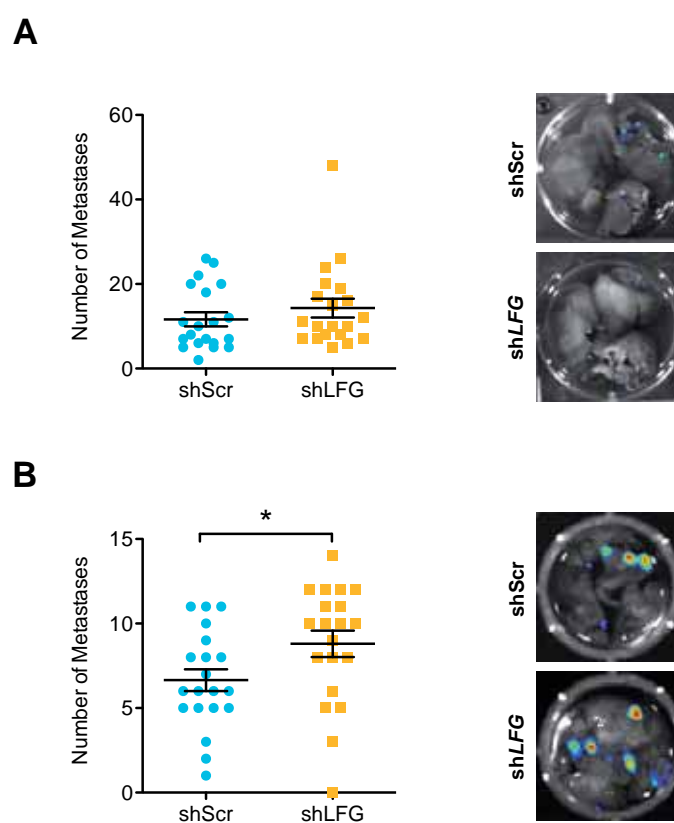 A
Number of Metastases
60
40
20
0
shScr
shLFG
shScr
shLFG
B
*
Number of Metastases
15
10
5
0
shScr
shLFG
shScr
shLFG